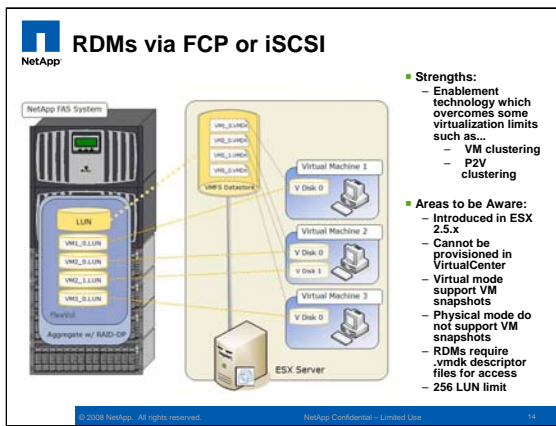 NetApp
RDMs via FCP or iSCSI
NetApp FAS System
LUN
VM1_0.LUN
VM2_0.LUN
VM2_1.LUN
VM3_0.LUN
FlexVol
Aggregate w/ RAID-DP
VM1_0.VMDK
VM2_0.VMDK
VM2_1.VMDK
VM3_0.VMDK
VMFS Datastore
Virtual Machine 1
V Disk 0
Virtual Machine 2
V Disk 0
V Disk 1
Virtual Machine 3
V Disk 0
ESX Server
Strengths:
– Enablement
technology which
overcomes some
virtualization limits
such as...
– VM clustering
– P2V
clustering
Areas to be Aware:
– Introduced in ESX
2.5.x
– Cannot be
provisioned in
VirtualCenter
– Virtual mode
support VM
snapshots
– Physical mode do
not support VM
snapshots
– RDMs require
.vmdk descriptor
files for access
– 256 LUN limit
© 2008 NetApp. All rights reserved.
NetApp Confidential – Limited Use
14